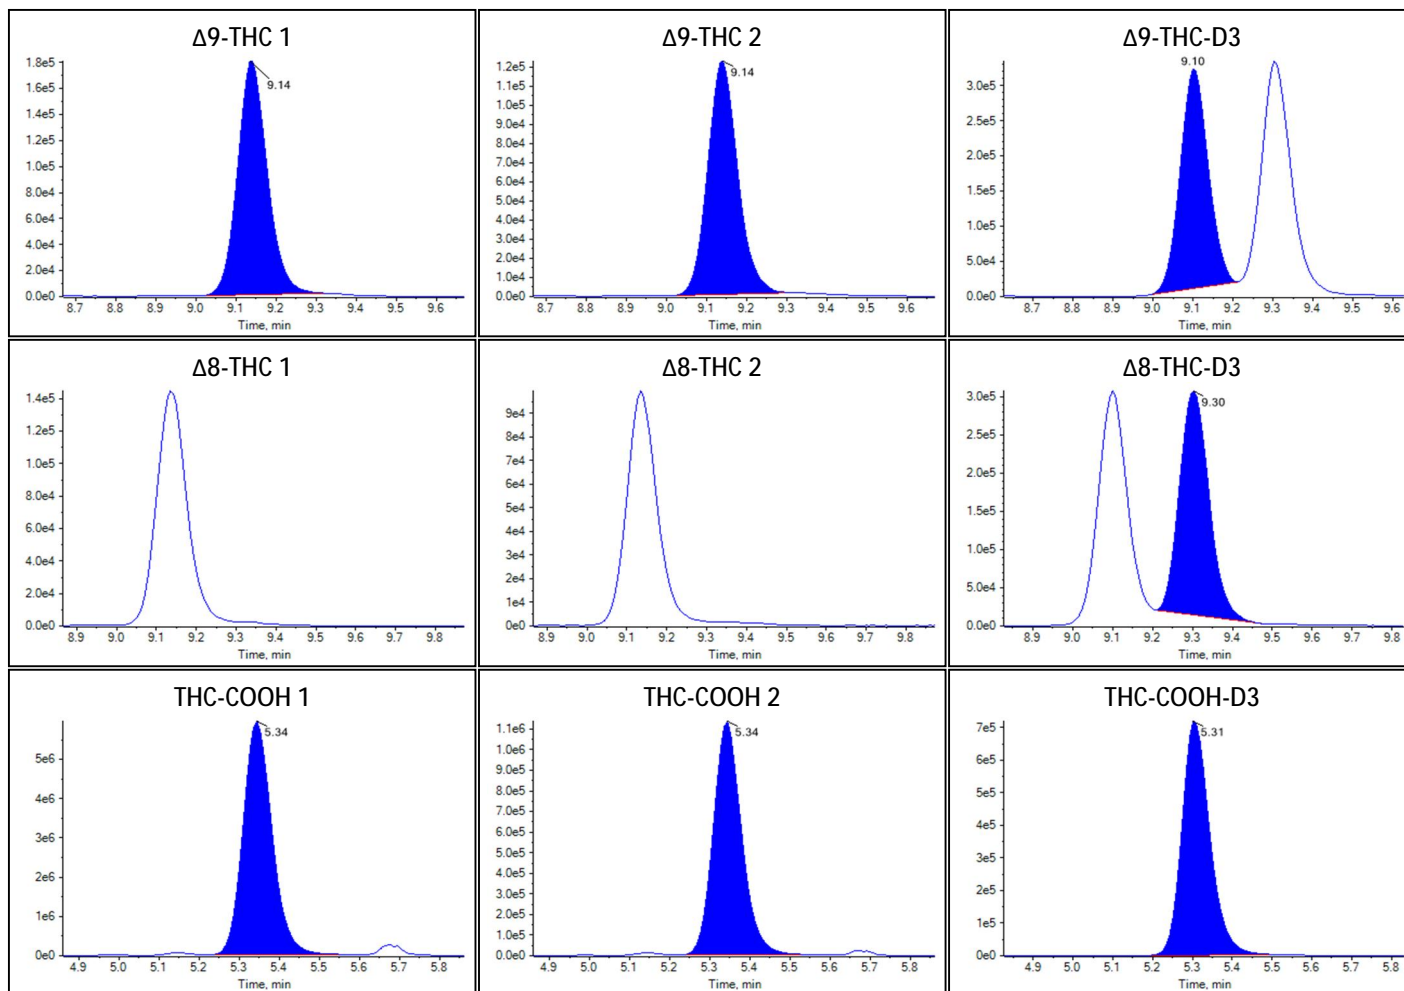 Δ9-THC 1
1.8e5
1.6e5
1.4e5
1.2e5
1.0e5
8.0e4
6.0e4
4.0e4
2.0e4
0.0e0
9.14
8.7 8.8 8.9 9.0 9.1 9.2 9.3 9.4 9.5 9.6
Time, min
Δ9-THC 2
1.2e5
1.1e5
1.0e5
9.0e4
8.0e4
7.0e4
6.0e4
5.0e4
4.0e4
3.0e4
2.0e4
1.0e4
0.0e0
9.14
8.7 8.8 8.9 9.0 9.1 9.2 9.3 9.4 9.5 9.6
Time, min
Δ9-THC-D3
9.10
3.0e5
2.5e5
2.0e5
1.5e5
1.0e5
5.0e4
0.0e0
8.7 8.8 8.9 9.0 9.1 9.2 9.3 9.4 9.5 9.6
Time, min
Δ8-THC 1
1.4e5
1.2e5
1.0e5
8.0e4
6.0e4
4.0e4
2.0e4
0.0e0
8.9 9.0 9.1 9.2 9.3 9.4 9.5 9.6 9.7 9.8
Time, min
Δ8-THC 2
9e4
8e4
7e4
6e4
5e4
4e4
3e4
2e4
1e4
0e0
8.9 9.0 9.1 9.2 9.3 9.4 9.5 9.6 9.7 9.8
Time, min
Δ8-THC-D3
3.0e5
2.5e5
2.0e5
1.5e5
1.0e5
5.0e4
0.0e0
9.30
8.9 9.0 9.1 9.2 9.3 9.4 9.5 9.6 9.7 9.8
Time, min
THC-COOH 1
5e6
4e6
3e6
2e6
1e6
0e0
5.34
4.9 5.0 5.1 5.2 5.3 5.4 5.5 5.6 5.7 5.8
Time, min
THC-COOH 2
1.1e6
1.0e6
9.0e5
8.0e5
7.0e5
6.0e5
5.0e5
4.0e5
3.0e5
2.0e5
1.0e5
0.0e0
5.34
4.9 5.0 5.1 5.2 5.3 5.4 5.5 5.6 5.7 5.8
Time, min
THC-COOH-D3
7e5
6e5
5e5
4e5
3e5
2e5
1e5
0e0
5.31
4.9 5.0 5.1 5.2 5.3 5.4 5.5 5.6 5.7 5.8
Time, min